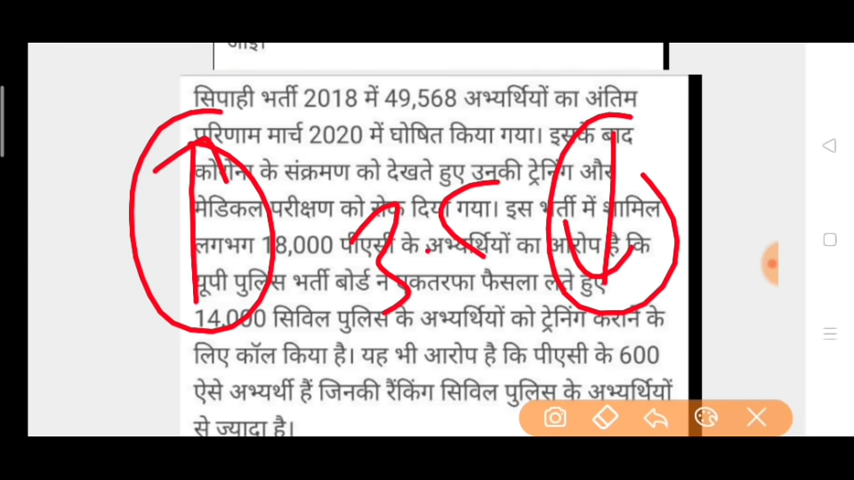 जाइ।
सिपाही भर्ती 2018 में 49,568 अभ्यर्थियों का अंतिम
परिणाम मार्च 2020 में घोषित किया गया। इसके बाद
कोरोना के संक्रमण को देखते हुए उनकी ट्रेनिंग और
मेडिकल परीक्षण को रोक दिया गया। इस भर्ती में शामिल
लगभग 18,000 पीएसी के अभ्यर्थियों का आरोप है कि
यूपी पुलिस भर्ती बोर्ड ने एकतरफा फैसला लेते हुए
14,000 सिविल पुलिस के अभ्यर्थियों को ट्रेनिंग कराने के
लिए कॉल किया है। यह भी आरोप है कि पीएसी के 600
ऐसे अभ्यर्थी हैं जिनकी रैंकिंग सिविल पुलिस के अभ्यर्थियों
से ज्यादा है।